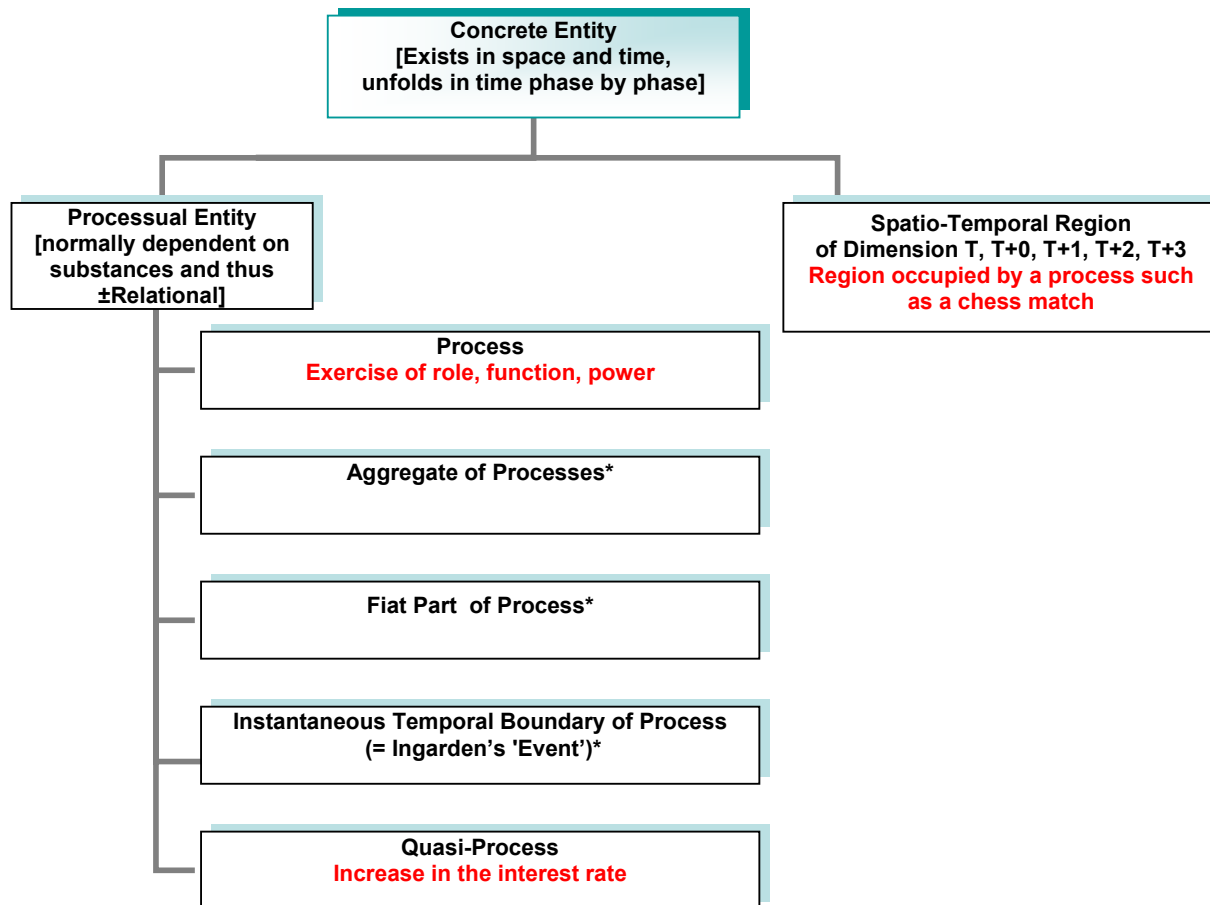 Concrete Entity
[Exists in space and time,
unfolds in time phase by phase]
Processual Entity
[normally dependent on
substances and thus
±Relational]
Spatio-Temporal Region
of Dimension T, T+0, T+1, T+2, T+3
Region occupied by a process such
as a chess match
Process
Exercise of role, function, power
Aggregate of Processes*
Fiat Part of Process*
Instantaneous Temporal Boundary of Process
(= Ingarden’s 'Event’)*
Quasi-Process
Increase in the interest rate